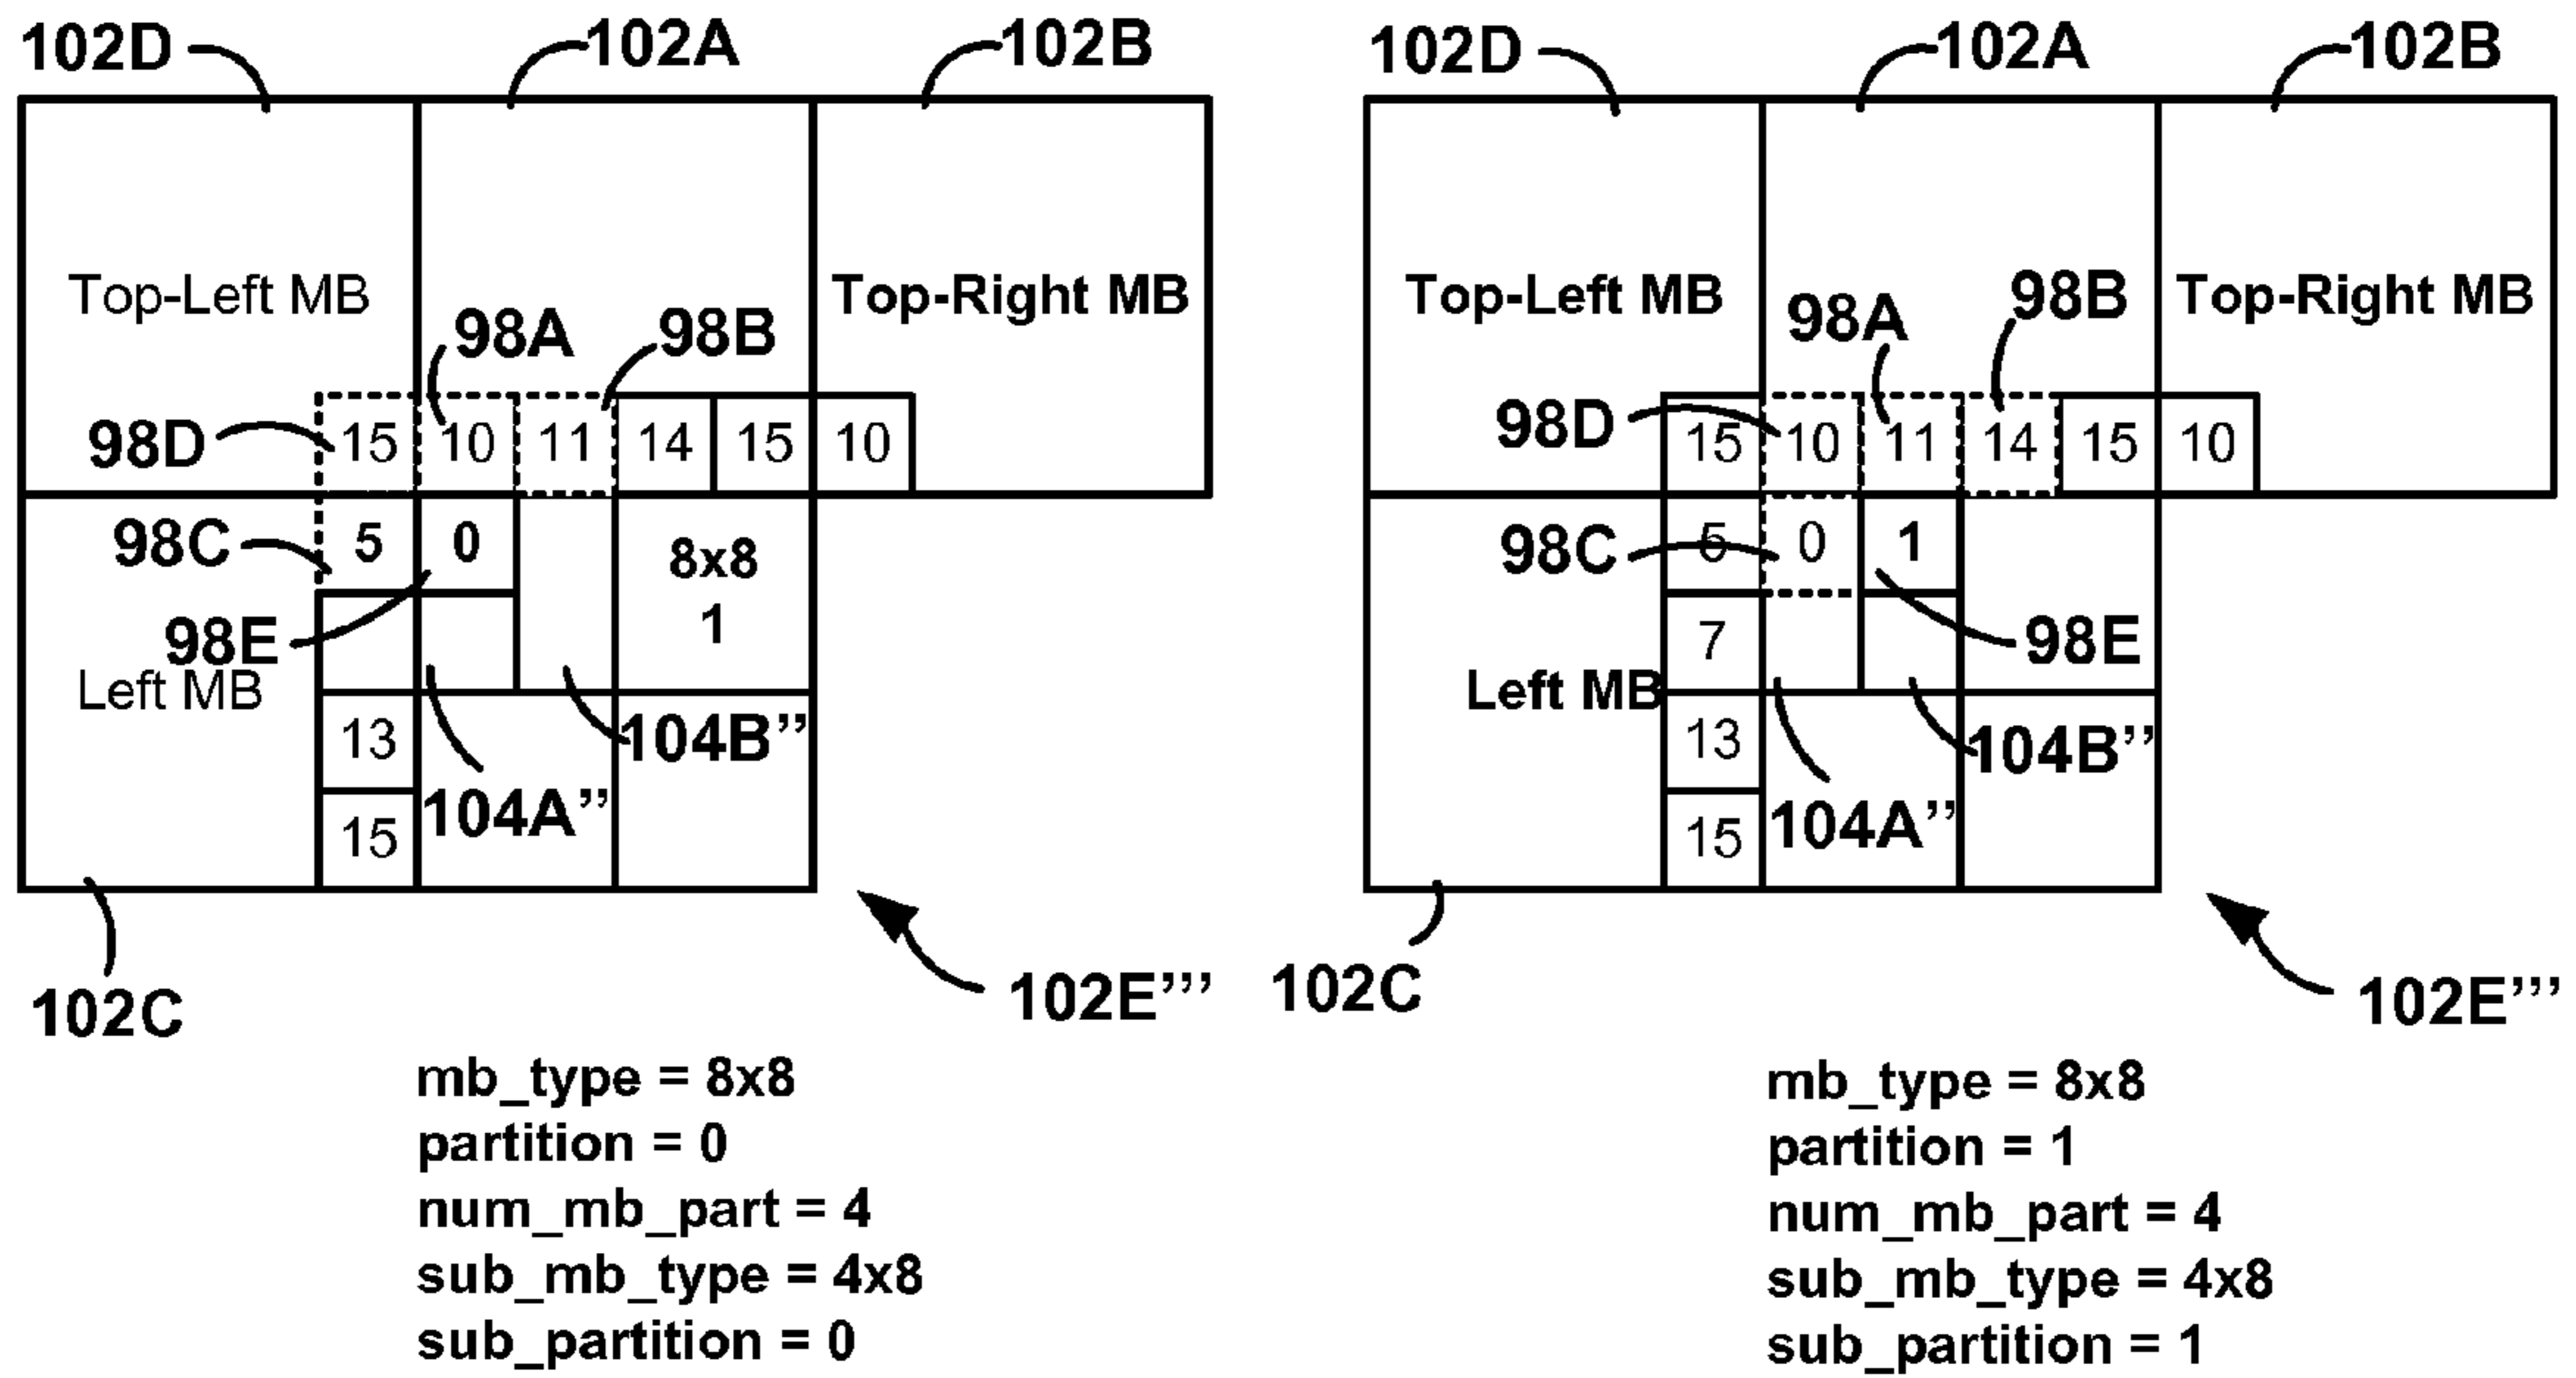 102D 102A 102B
Top-Left MB
98A 98B
Top-Right MB
98D 15 10 11 14 15 10
98C 5 0 8x8
1
98E
Left MB
13 104B’’
15 104A’’
102C 102E’’’
mb_type = 8x8
partition = 0
num_mb_part = 4
sub_mb_type = 4x8
sub_partition = 0
102D 102A 102B
Top-Left MB
98A 98B
Top-Right MB
98D 15 10 11 14 15 10
98C 5 0 1
7 98E
Left MB
13 104B’’
15 104A’’
102C 102E’’’
mb_type = 8x8
partition = 1
num_mb_part = 4
sub_mb_type = 4x8
sub_partition = 1